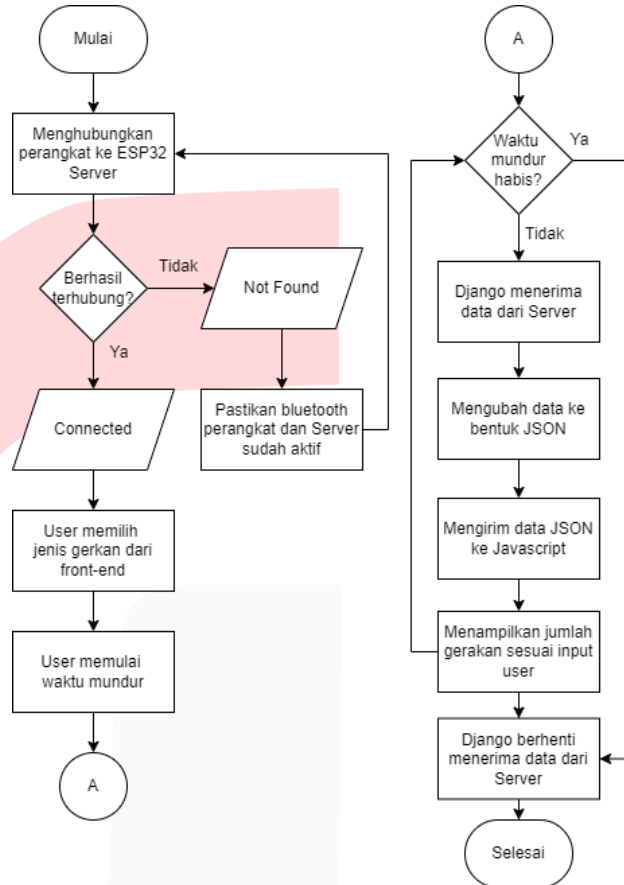 Mulai
Menghubungkan
perangkat ke ESP32
Server
Berhasil
terhubung?
Tidak
Not Found
Ya
Pastikan bluetooth
perangkat dan Server
sudah aktif
Connected
User memilih
jenis gerkan dari
front-end
User memulai
waktu mundur
A
A
Waktu
mundur
habis?
Ya
Tidak
Django menerima
data dari Server
Mengubah data ke
bentuk JSON
Mengirim data JSON
ke Javascript
Menampilkan jumlah
gerakan sesuai input
user
Django berhenti
menerima data dari
Server
Selesai